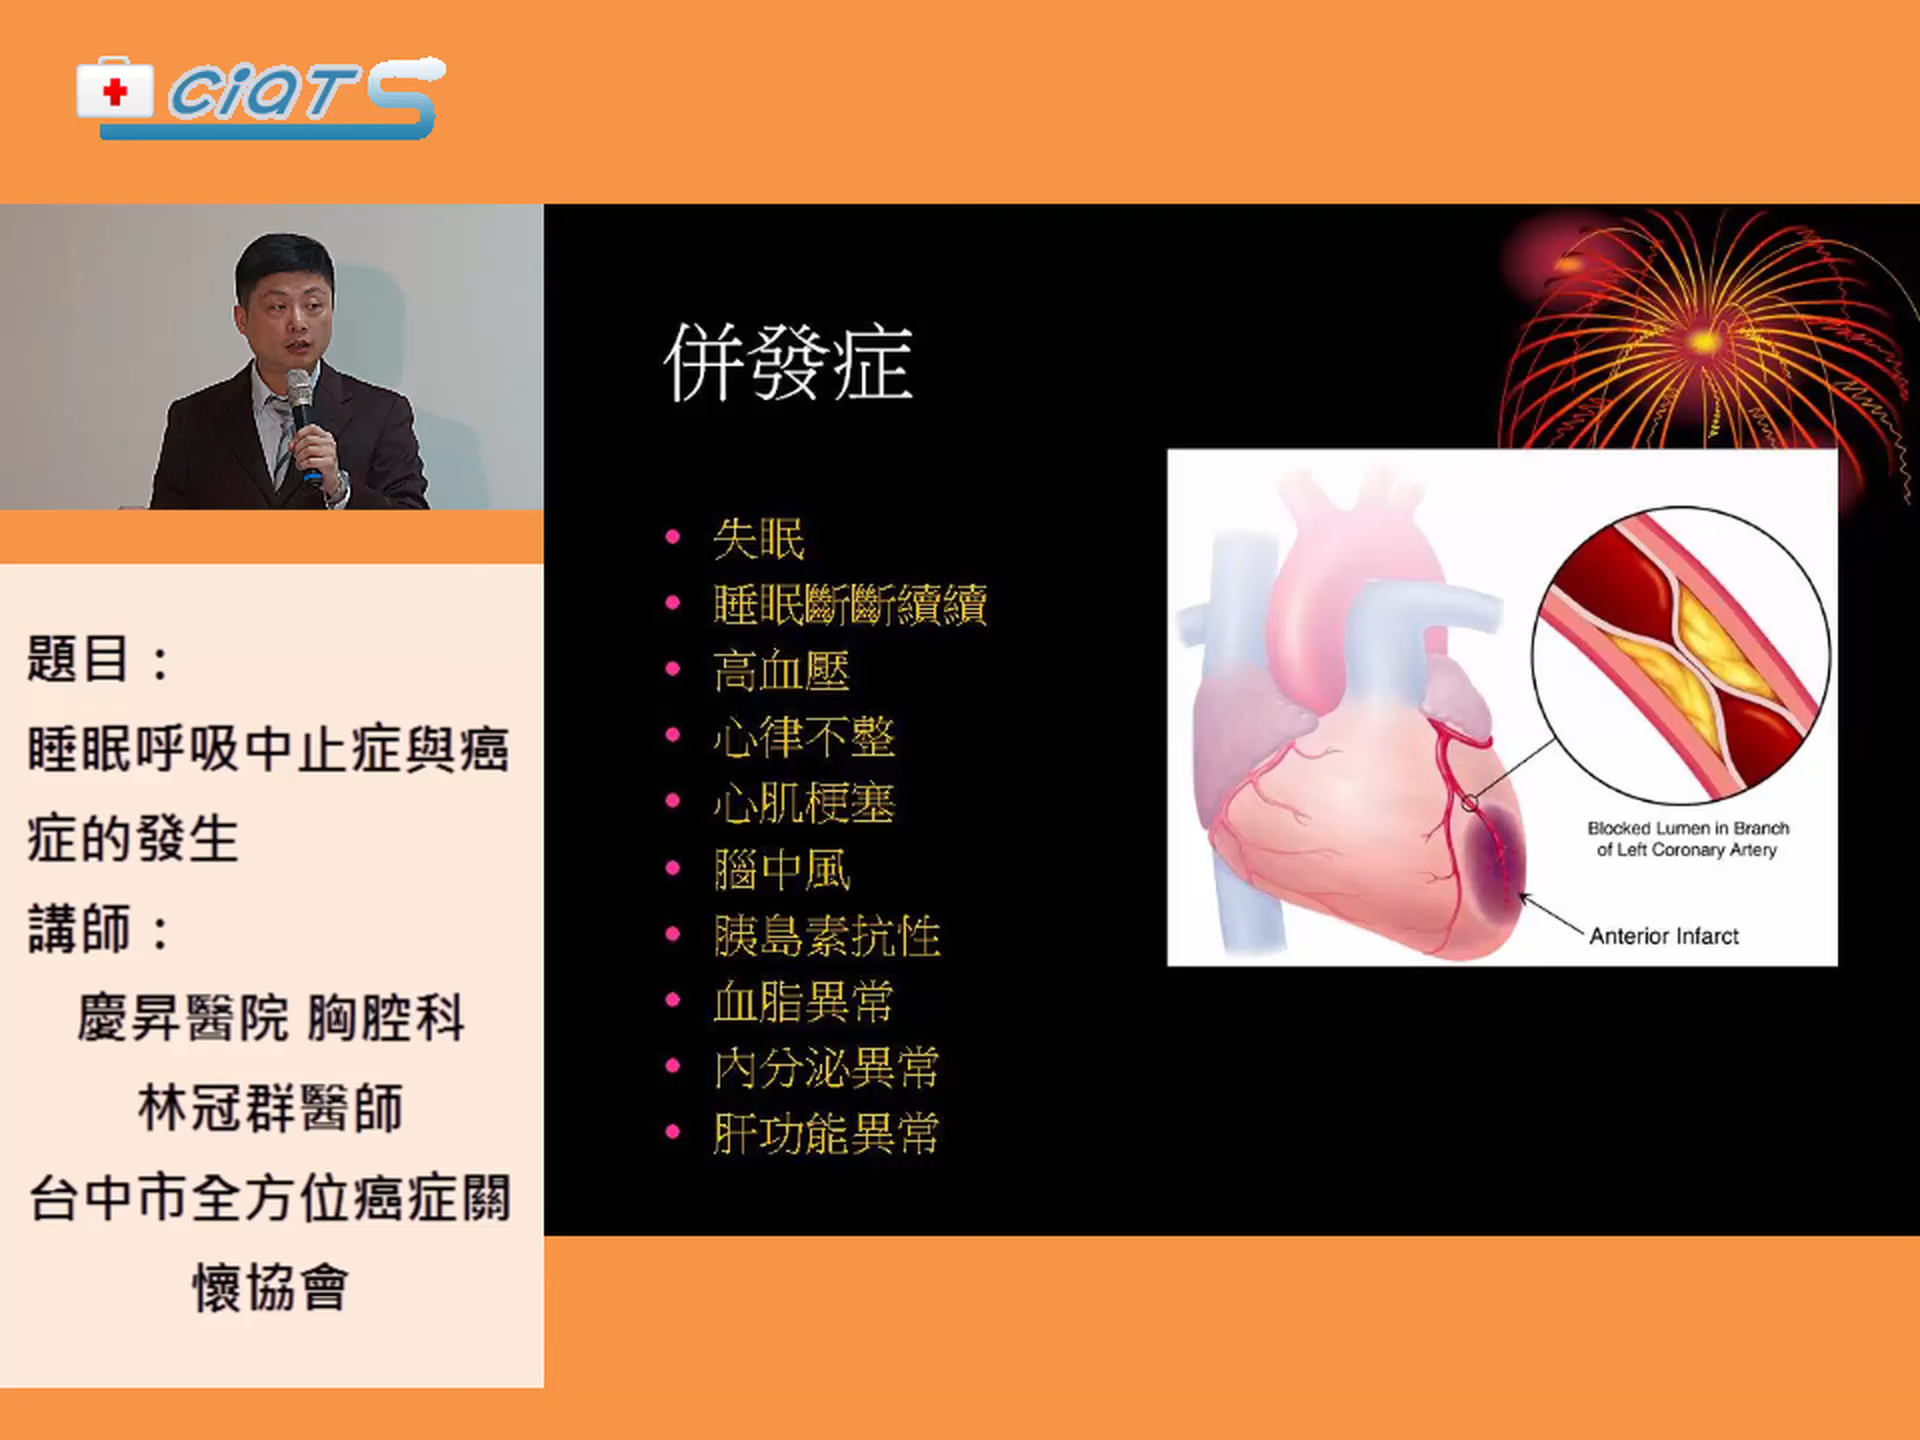 CiaTS
題目：
睡眠呼吸中止症與癌
症的發生
講師：
慶昇醫院 胸腔科
林冠群醫師
台中市全方位癌症關
懷協會
併發症
失眠
睡眠斷斷續續
高血壓
心律不整
心肌梗塞
腦中風
胰島素抗性
血脂異常
內分泌異常
肝功能異常
Blocked Lumen in Branch
of Left Coronary Artery
Anterior Infarct